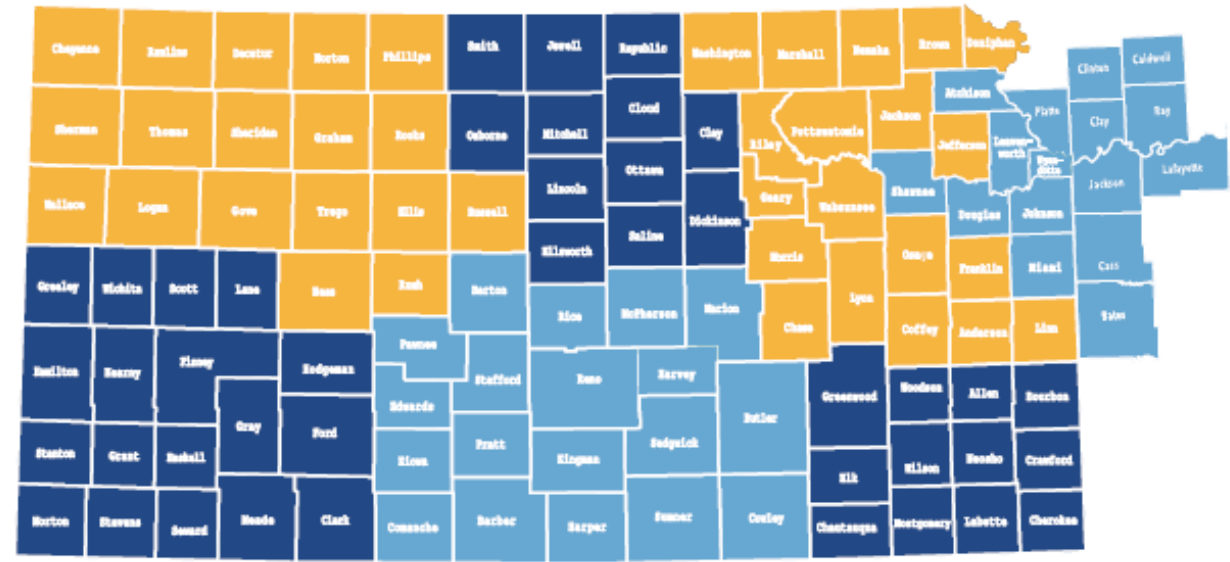 Cheyenne Rawlins Decatur Norton Phillips Smith Jewell Republic Washington Marshall Nemaha Brown Doniphan
Clinton Caldwell
Sherman Thomas Sheridan Graham Rooks Osborne Mitchell Cloud Clay Riley Pottawatomie Jackson Atchison Jefferson Leaven-
worth Platte Clay Ray
Wyan-
dotte
Wallace Logan Gove Trego Ellis Russell Lincoln Ottawa Dickinson Geary Wabaunsee Shawnee Douglas Johnson Jackson Lafayette
Ellsworth Saline Morris Osage Franklin Miami Cass
Greeley Wichita Scott Lane Ness Rush Barton Rice McPherson Marion Chase Lyon Coffey Anderson Linn Bates
Hamilton Kearny Finney Hodgeman Pawnee Stafford Reno Harvey
Gray Ford Edwards Pratt Kingman Sedgwick Butler Greenwood Woodson Allen Bourbon
Stanton Grant Haskell Kiowa Elk Wilson Neosho Crawford
Morton Stevens Seward Meade Clark Comanche Barber Harper Sumner Cowley Chautauqua Montgomery Labette Cherokee